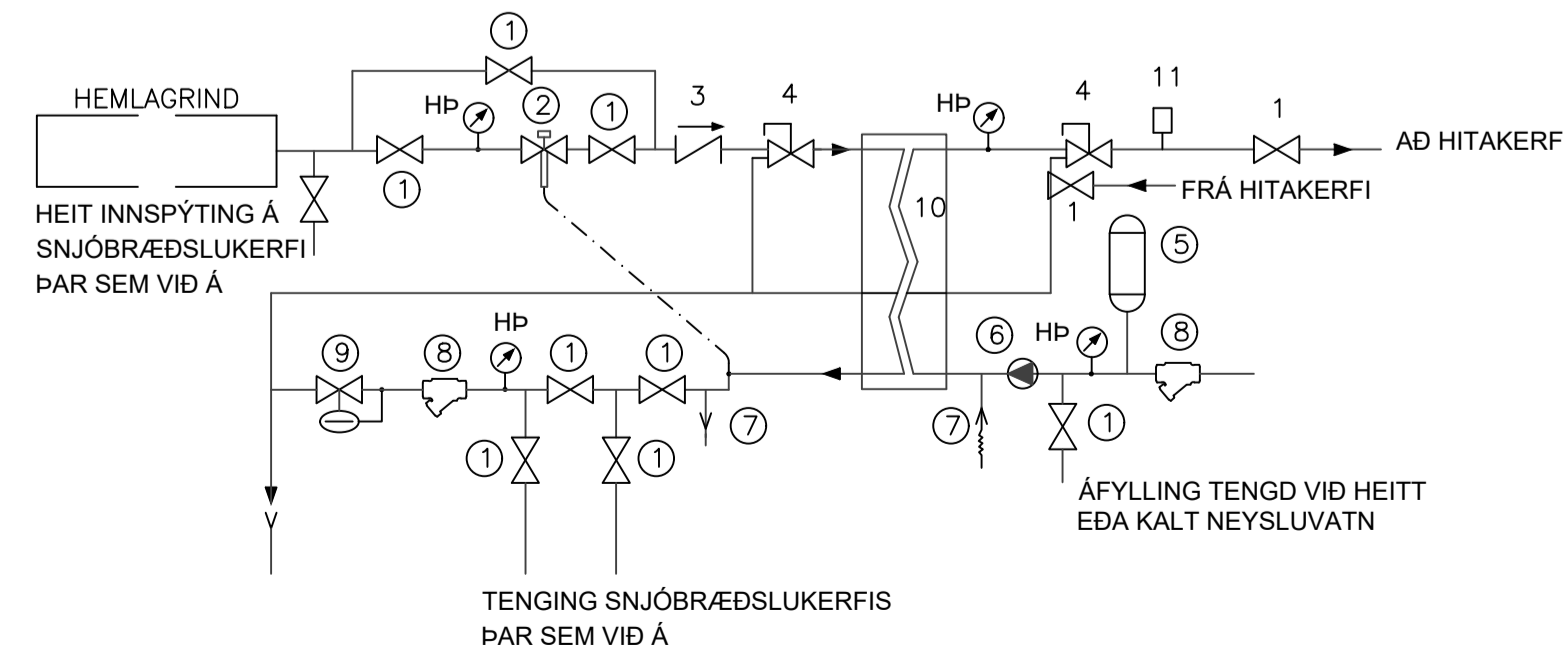 1
HEMLAGRIND
HÞ 2 1 3 4
HÞ 4 11 1
AÐ HITAKERF
1
FRÁ HITAKERFI
1
10
HEIT INNSPÝTING Á
SNJÓBRÆÐSLUKERFI
ÞAR SEM VIÐ Á
5
9 8 HÞ 1 1
6 HÞ 8
7
7
1
1 1
ÁFYLLING TENGD VIÐ HEITT
EÐA KALT NEYSLUVATN
TENGING SNJÓBRÆÐSLUKERFIS
ÞAR SEM VIÐ Á